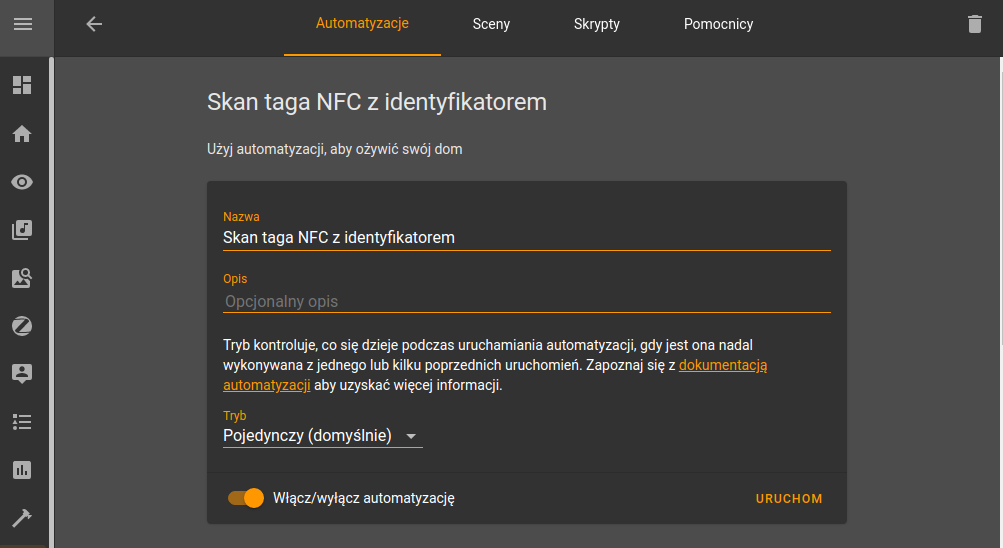 Automatyzacje Sceny Skrypty Pomocnicy
Skan taga NFC z identyfikatorem
Użyj automatyzacji, aby ożywić swój dom
Nazwa
Skan taga NFC z identyfikatorem
Opis
Opcjonalny opis
Tryb kontroluje, co się dzieje podczas uruchamiania automatyzacji, gdy jest ona nadal
wykonywana z jednego lub kilku poprzednich uruchomień. Zapoznaj się z dokumentacją
automatyzacji aby uzyskać więcej informacji.
Tryb
Pojedynczy (domyślnie)
Włącz/wyłącz automatyzację URUCHOM